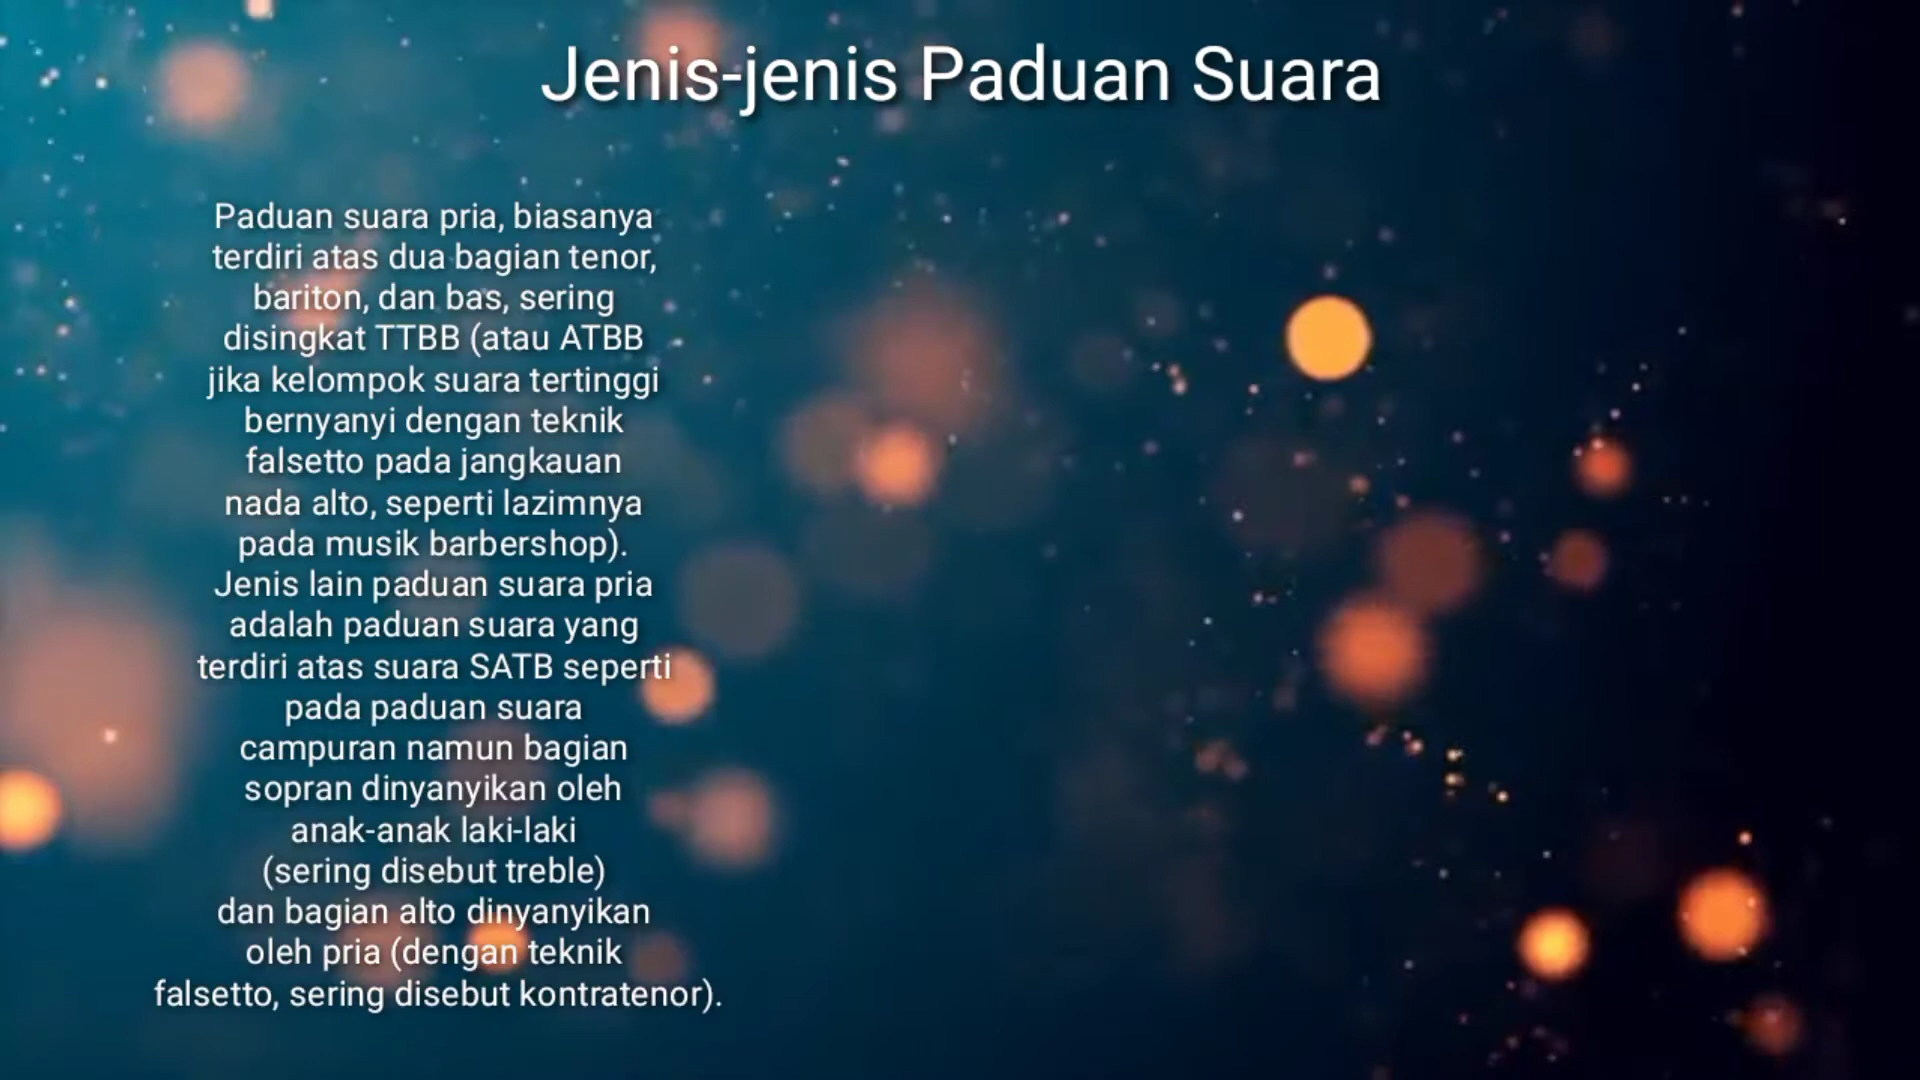 Jenis-jenis Paduan Suara
Paduan suara pria, biasanya
terdiri atas dua bagian tenor,
bariton, dan bas, sering
disingkat TTBB (atau ATBB
jika kelompok suara tertinggi
bernyanyi dengan teknik
falsetto pada jangkauan
nada alto, seperti lazimnya
pada musik barbershop).
Jenis lain paduan suara pria
adalah paduan suara yang
terdiri atas suara SATB seperti
pada paduan suara
campuran namun bagian
sopran dinyanyikan oleh
anak-anak laki-laki
(sering disebut treble)
dan bagian alto dinyanyikan
oleh pria (dengan teknik
falsetto, sering disebut kontratenor).